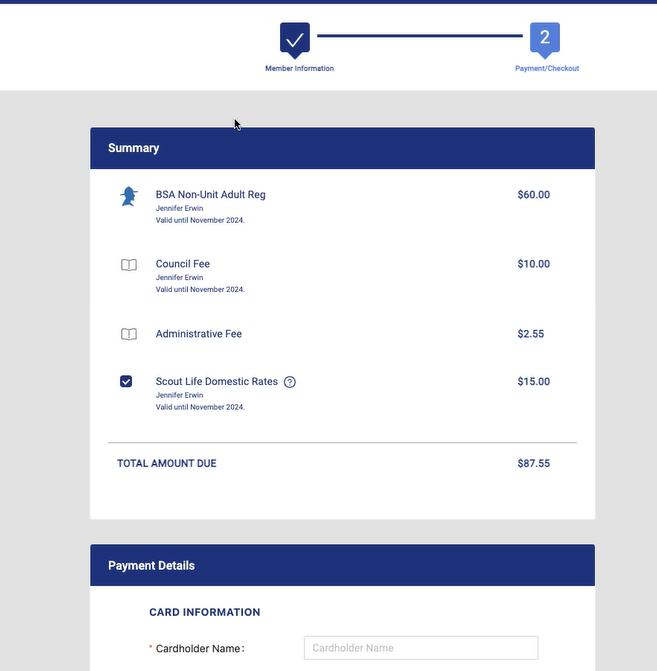 2
Member Information
Payment/Checkout
Summary
BSA Non-Unit Adult Reg $60.00
Jennifer Erwin
Valid until November 2024.
Council Fee $10.00
Jennifer Erwin
Valid until November 2024.
Administrative Fee $2.55
Scout Life Domestic Rates ? $15.00
Jennifer Erwin
Valid until November 2024.
TOTAL AMOUNT DUE $87.55
Payment Details
CARD INFORMATION
* Cardholder Name: Cardholder Name